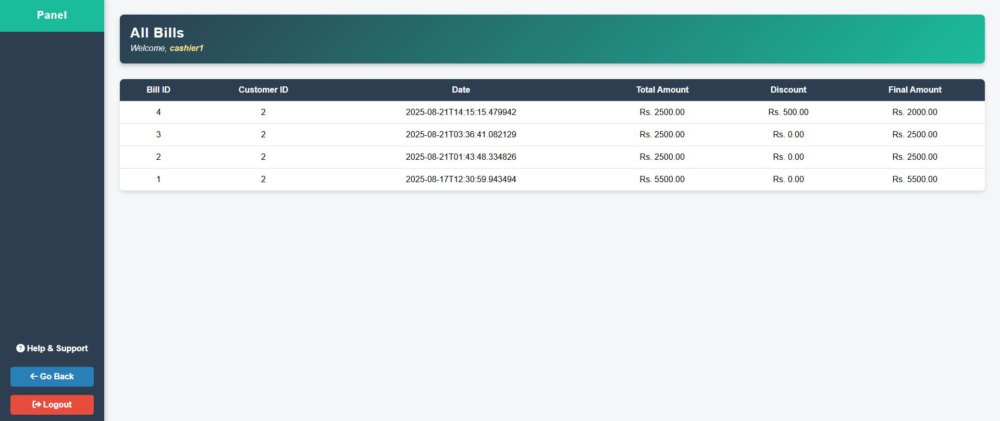 Panel
All Bills
Welcome, cashier1
Bill ID Customer ID Date Total Amount Discount Final Amount
4 2 2025-08-21T14:15:15.479942 Rs. 2500.00 Rs. 500.00 Rs. 2000.00
3 2 2025-08-21T03:36:41.082129 Rs. 2500.00 Rs. 0.00 Rs. 2500.00
2 2 2025-08-21T01:43:48.334826 Rs. 2500.00 Rs. 0.00 Rs. 2500.00
1 2 2025-08-17T12:30:59.943494 Rs. 5500.00 Rs. 0.00 Rs. 5500.00
Help & Support
Go Back
Logout